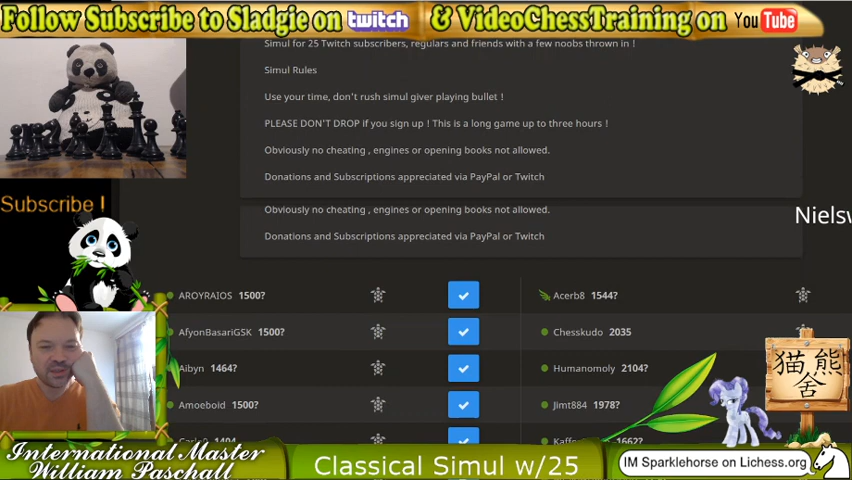 Follow Subscribe to Sladgie on twitch & VideoChessTraining on YouTube
Simul for 25 Twitch subscribers, regulars and friends with a few noobs thrown in !
Simul Rules
Use your time, don't rush simul giver playing bullet !
PLEASE DON'T DROP if you sign up ! This is a long game up to three hours !
Obviously no cheating , engines or opening books not allowed.
Donations and Subscriptions appreciated via PayPal or Twitch
Obviously no cheating , engines or opening books not allowed.
Donations and Subscriptions appreciated via PayPal or Twitch
Subscribe !
AROYRAIOS 1500?
Acerb8 1544?
AfyonBasariGSK 1500?
Chesskudo 2035
Aibyn 1464?
Humanomoly 2104?
Amoeboid 1500?
Jimt884 1978?
猫熊
舍
International Master
William Paschall
Classical Simul w/25
IM Sparklehorse on Lichess.org